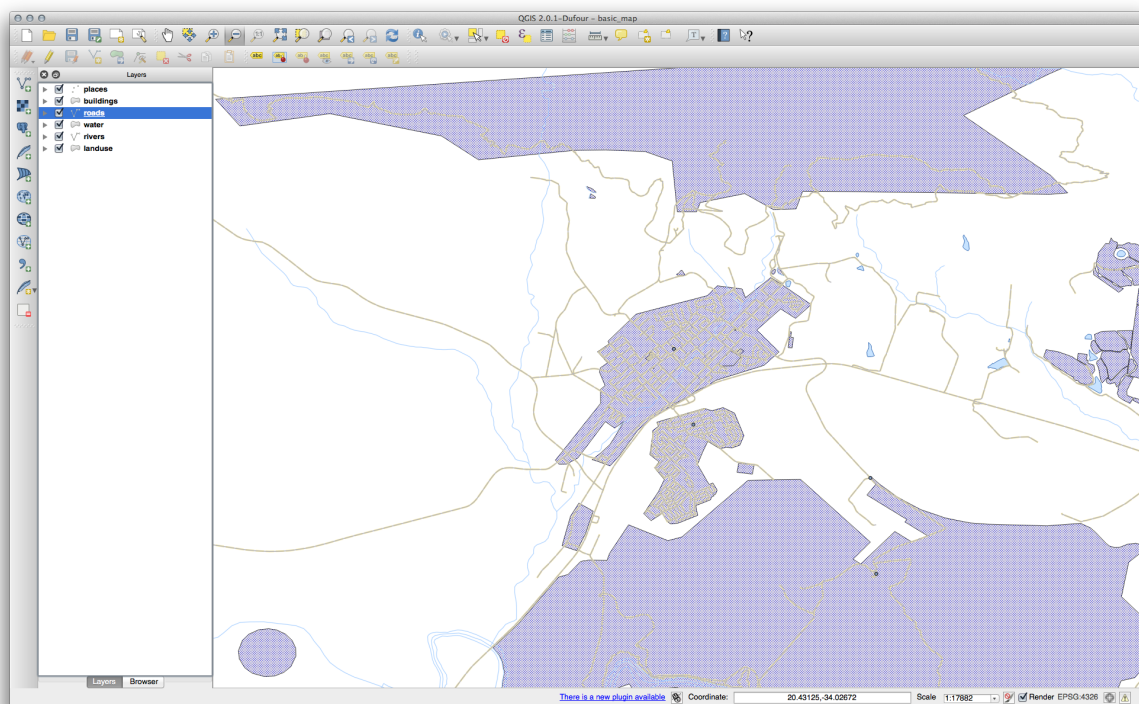 QGIS 2.0.1-Dufour - basic_map
Layers
places
buildings
roads
water
rivers
landuse
Layers Browser
There is a new plugin available Coordinate: 20.43125,-34.02672 Scale 1:17882 Render EPSG:4326